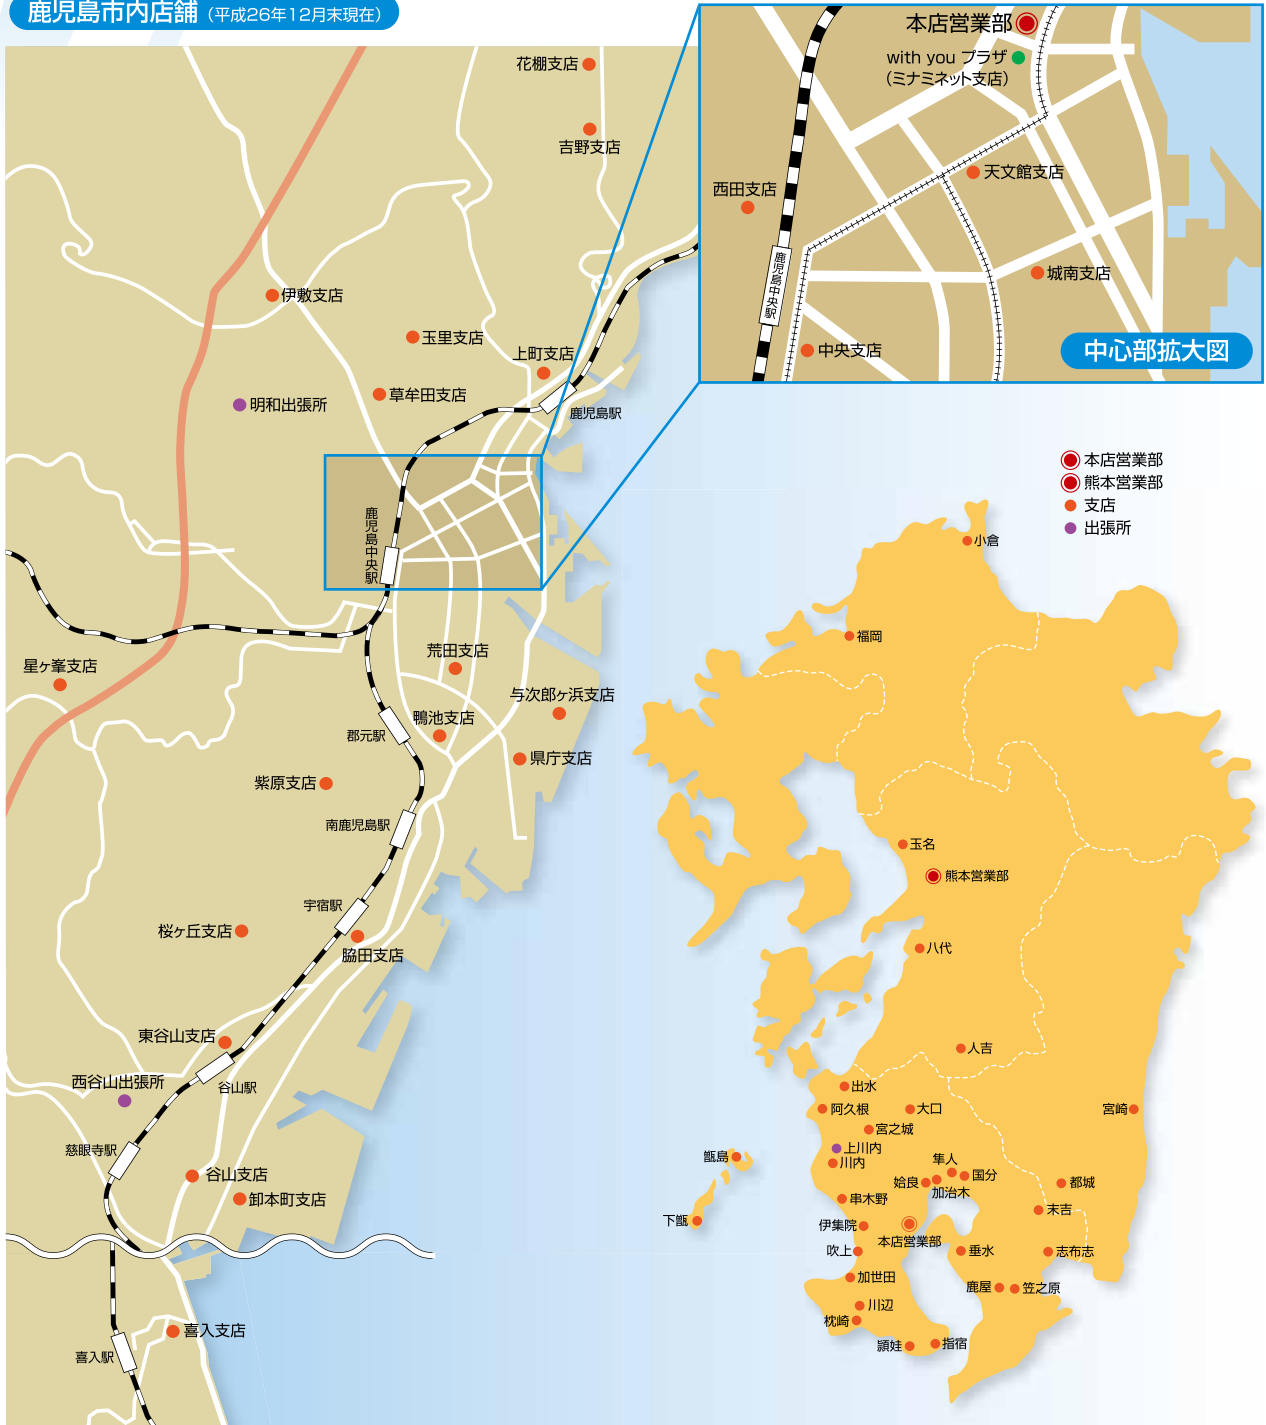 鹿児島市内店舗（平成26年12月末現在）
花棚支店
吉野支店
伊敷支店
玉里支店
上町支店
草牟田支店
明和出張所
鹿児島駅
鹿児島中央駅
荒田支店
星ヶ峯支店
与次郎ヶ浜支店
鴨池支店
郡元駅
県庁支店
紫原支店
南鹿児島駅
宇宿駅
桜ヶ丘支店
脇田支店
東谷山支店
西谷山出張所
谷山駅
慈眼寺駅
谷山支店
卸本町支店
喜入支店
喜入駅
本店営業部
with you プラザ
（ミナミネット支店）
天文館支店
西田支店
鹿児島中央駅
城南支店
中央支店
中心部拡大図
本店営業部
熊本営業部
支店
出張所
小倉
福岡
玉名
熊本営業部
八代
人吉
出水
阿久根
大口
宮崎
宮之城
上川内
川内
甑島
隼人
国分
姶良
加治木
都城
串木野
末吉
下甑
伊集院
本店営業部
吹上
垂水
志布志
加世田
鹿屋
笠之原
川辺
枕崎
頴娃
指宿